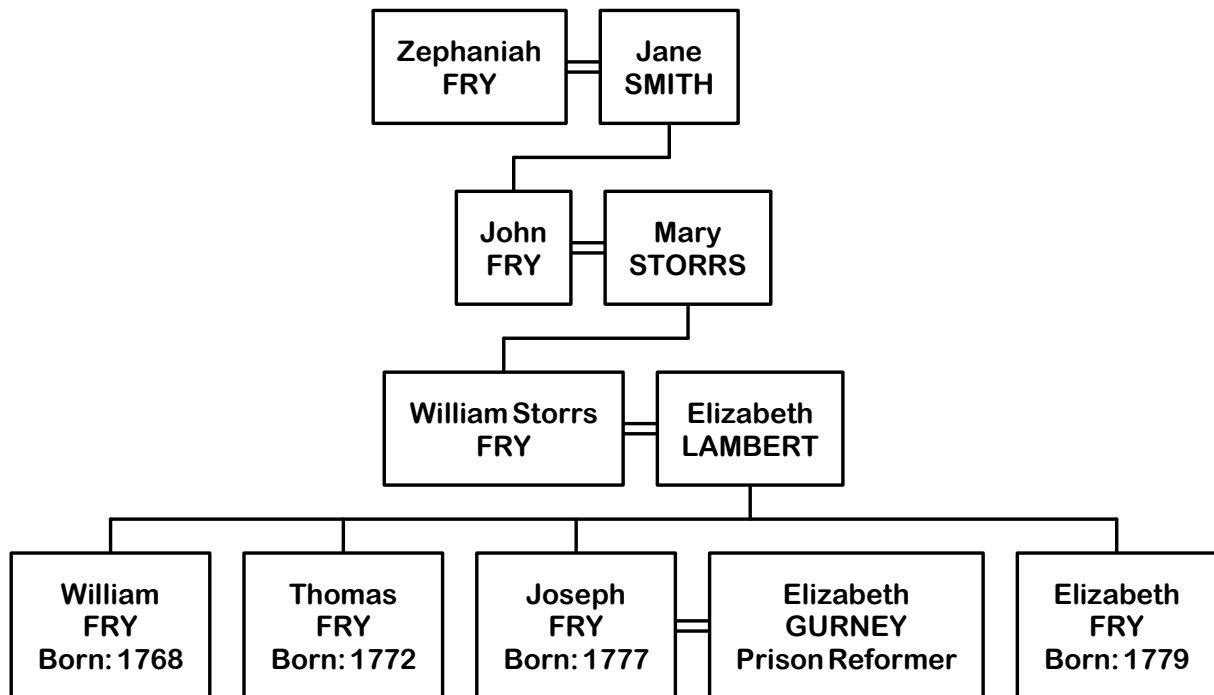 Zephaniah
FRY
Jane
SMITH
John
FRY
Mary
STORRS
William Storrs
FRY
Elizabeth
LAMBERT
William
FRY
Born: 1768
Thomas
FRY
Born: 1772
Joseph
FRY
Born: 1777
Elizabeth
GURNEY
Prison Reformer
Elizabeth
FRY
Born: 1779